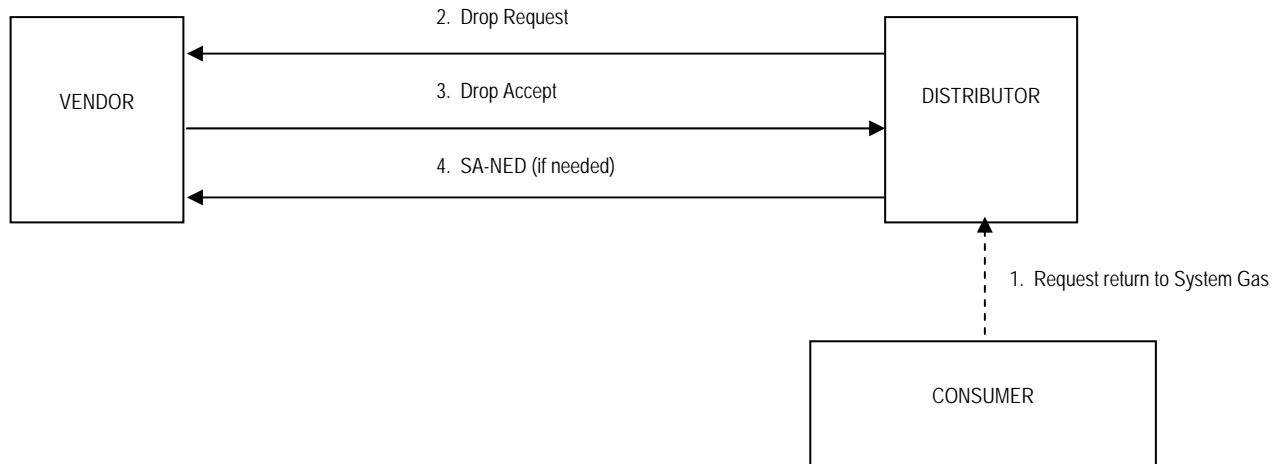 2. Drop Request
VENDOR
DISTRIBUTOR
3. Drop Accept
4. SA-NED (if needed)
1. Request return to System Gas
CONSUMER